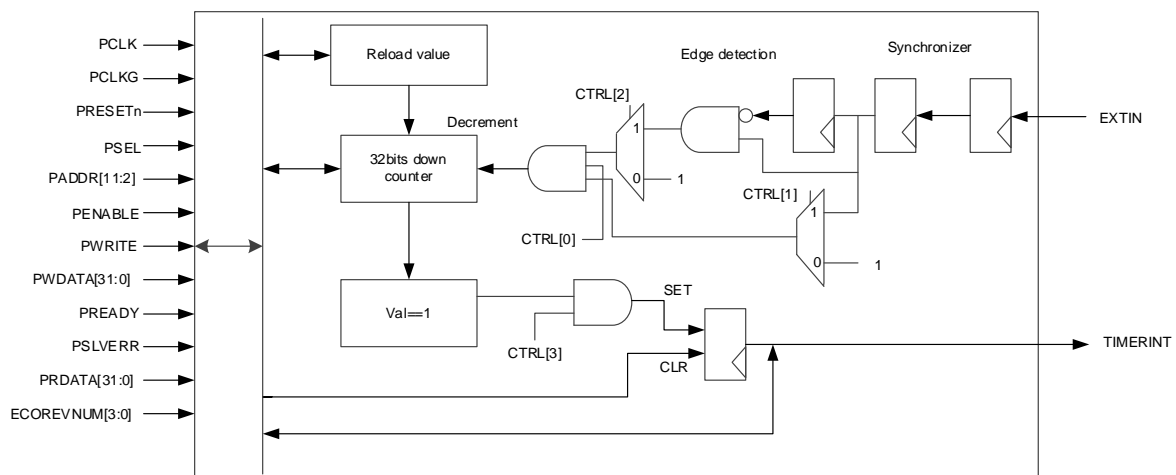 PCLK
PCLKG
PRESETn
PSEL
PADDR[11:2]
PENABLE
PWRITE
PWDATA[31:0]
PREADY
PSLVERR
PRDATA[31:0]
ECOREVNUM[3:0]
Reload value
Edge detection
Synchronizer
CTRL[2]
Decrement
EXTIN
1
32bits down
counter
0
1
CTRL[1]
1
CTRL[0]
0
1
Val==1
SET
CTRL[3]
CLR
TIMERINT